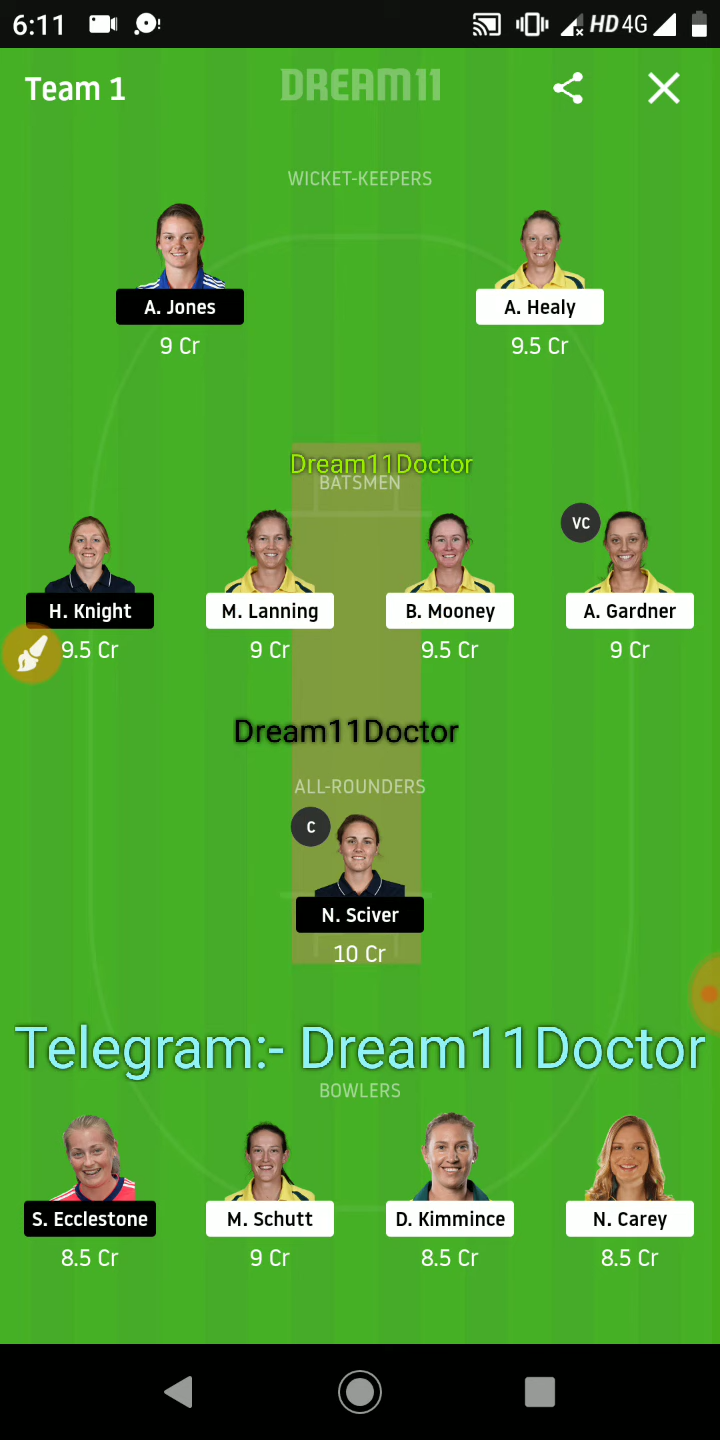 6:11 HD 4G
Team 1 DREAM11
WICKET-KEEPERS
A. Jones A. Healy
9 Cr 9.5 Cr
Dream11Doctor
BATSMEN
VC
H. Knight M. Lanning B. Mooney A. Gardner
9.5 Cr 9 Cr 9.5 Cr 9 Cr
Dream11Doctor
ALL-ROUNDERS
C
N. Sciver
10 Cr
Telegram:- Dream11Doctor
BOWLERS
S. Ecclestone M. Schutt D. Kimmince N. Carey
8.5 Cr 9 Cr 8.5 Cr 8.5 Cr